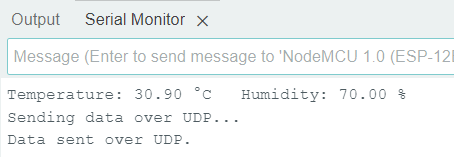 Output Serial Monitor
Message (Enter to send message to 'NodeMCU 1.0 (ESP-12
Temperature: 30.90 °C   Humidity: 70.00 %
Sending data over UDP...
Data sent over UDP.